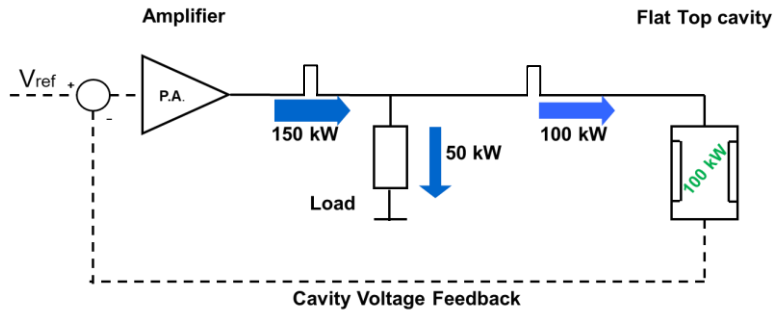 Amplifier
Flat Top cavity
Vref
+
-
P.A.
150 kW
100 kW
50 kW
Load
100 kW
Cavity Voltage Feedback